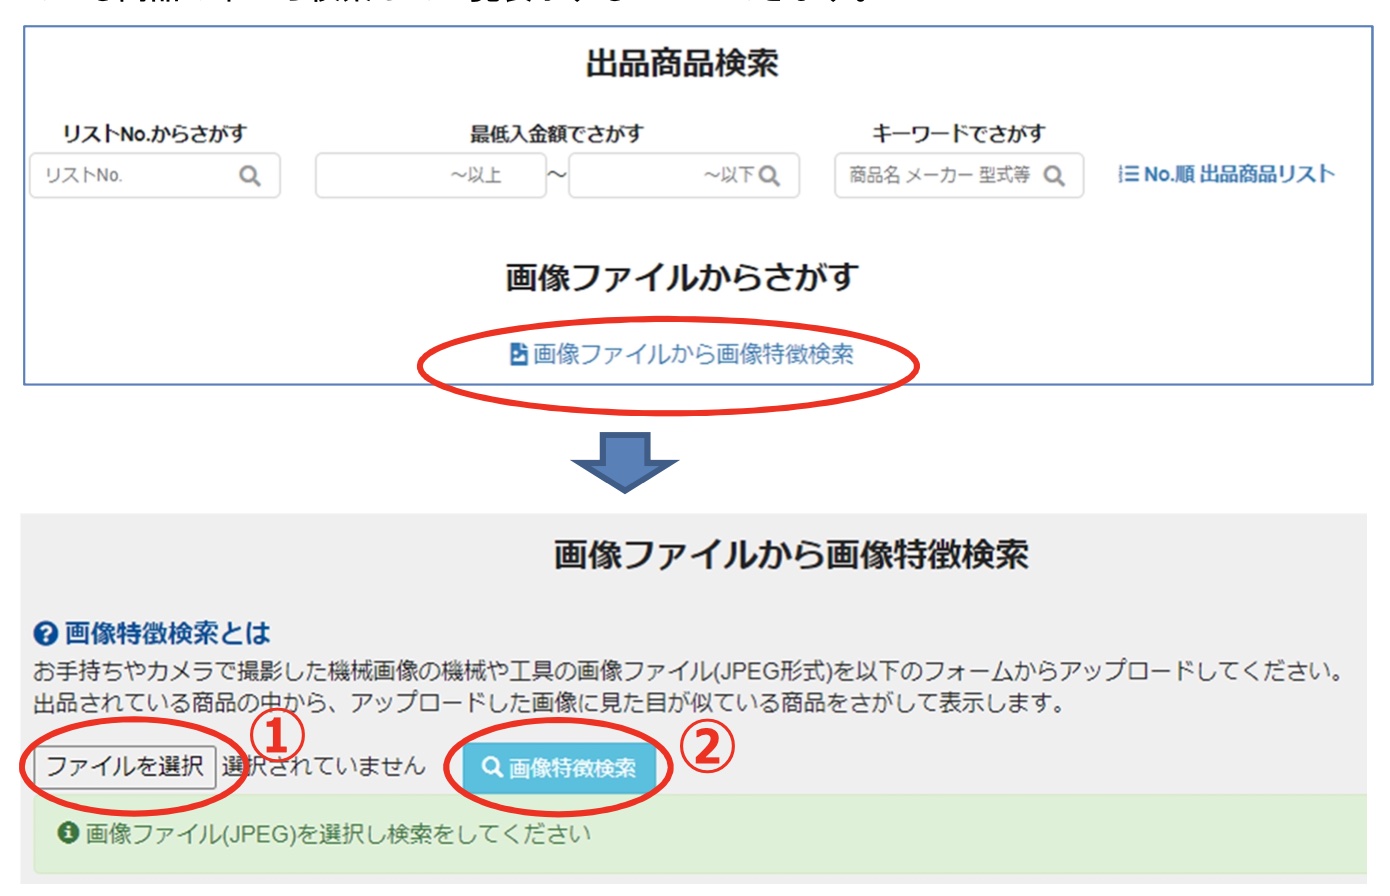 出品商品検索
リストNo.からさがす 最低入金額でさがす キーワードでさがす
リストNo. ～以上 ～ ～以下 商品名 メーカー 型式等 No.順 出品商品リスト
画像ファイルからさがす
画像ファイルから画像特徴検索
画像ファイルから画像特徴検索
画像特徴検索とは
お手持ちやカメラで撮影した機械画像の機械や工具の画像ファイル(JPEG形式)を以下のフォームからアップロードしてください。
出品されている商品の中から、アップロードした画像に見た目が似ている商品をさがして表示します。
① ②
ファイルを選択 選択されていません 画像特徴検索
画像ファイル(JPEG)を選択し検索をしてください